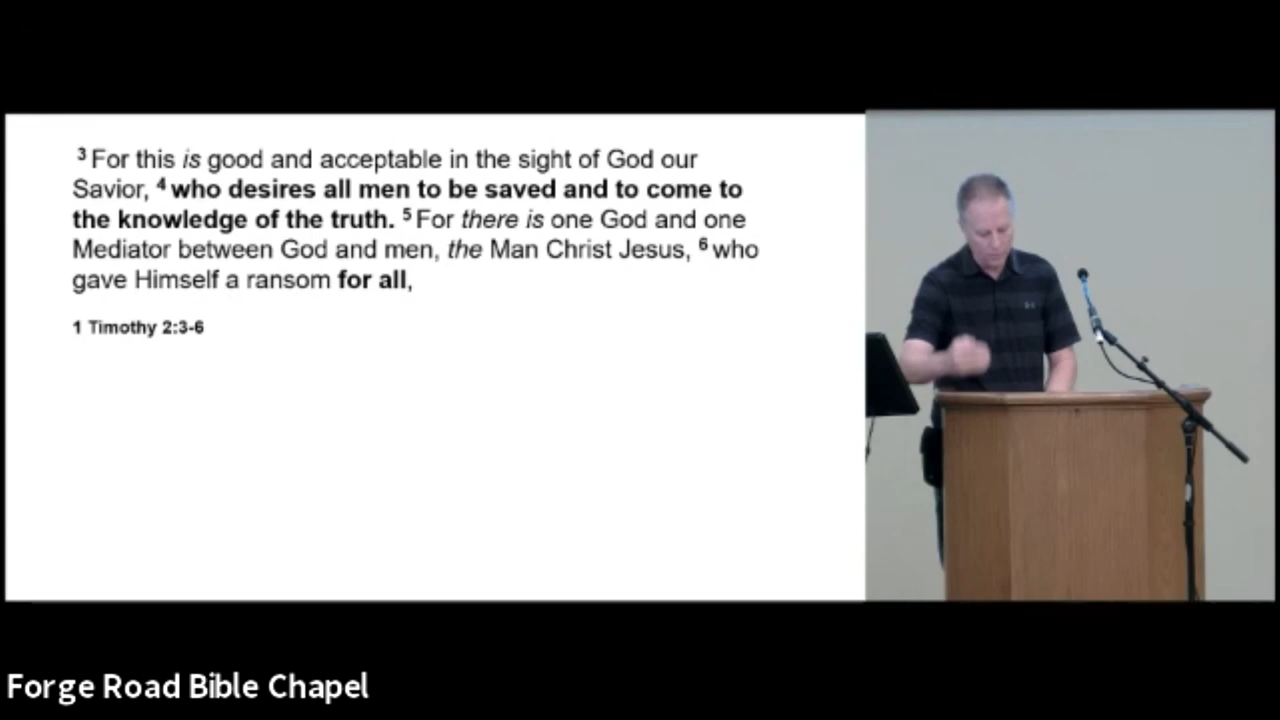 3 For this is good and acceptable in the sight of God our
Savior, 4 who desires all men to be saved and to come to
the knowledge of the truth. 5 For there is one God and one
Mediator between God and men, the Man Christ Jesus, 6 who
gave Himself a ransom for all,
1 Timothy 2:3-6
Forge Road Bible Chapel